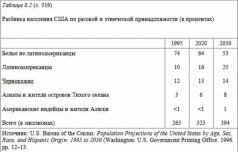 Таблица 8.2 (с. 319)
Разбивка населения США по расовой и этнической принадлежности (в процентах)
1995 2020 2050
Белые не латиноамериканцы 74 64 53
Латиноамериканцы 10 16 25
Чернокожие 12 13 14
Азиаты и жители островов Тихого океана 3 6 8
Американские индейцы и жители Аляски <1 <1 1
Всего (в миллионах) 263 323 394
Источник: U.S. Bureau of the Census. Population Projections of the United States by Age, Sex,
Race, and Hispanic Origin: 1995 to 2050 (Washington: U.S. Government Printing Office. 1996.
pp. 12–13.